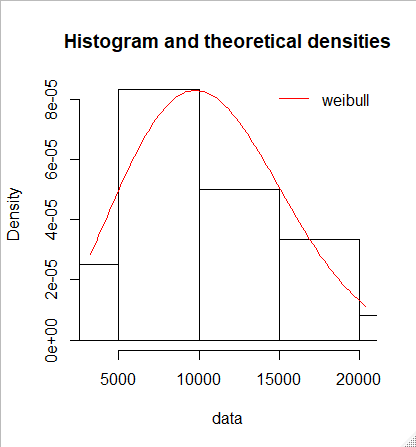 Histogram and theoretical densities
weibull
Density
8e-05
6e-05
4e-05
2e-05
0e+00
5000 10000 15000 20000
data